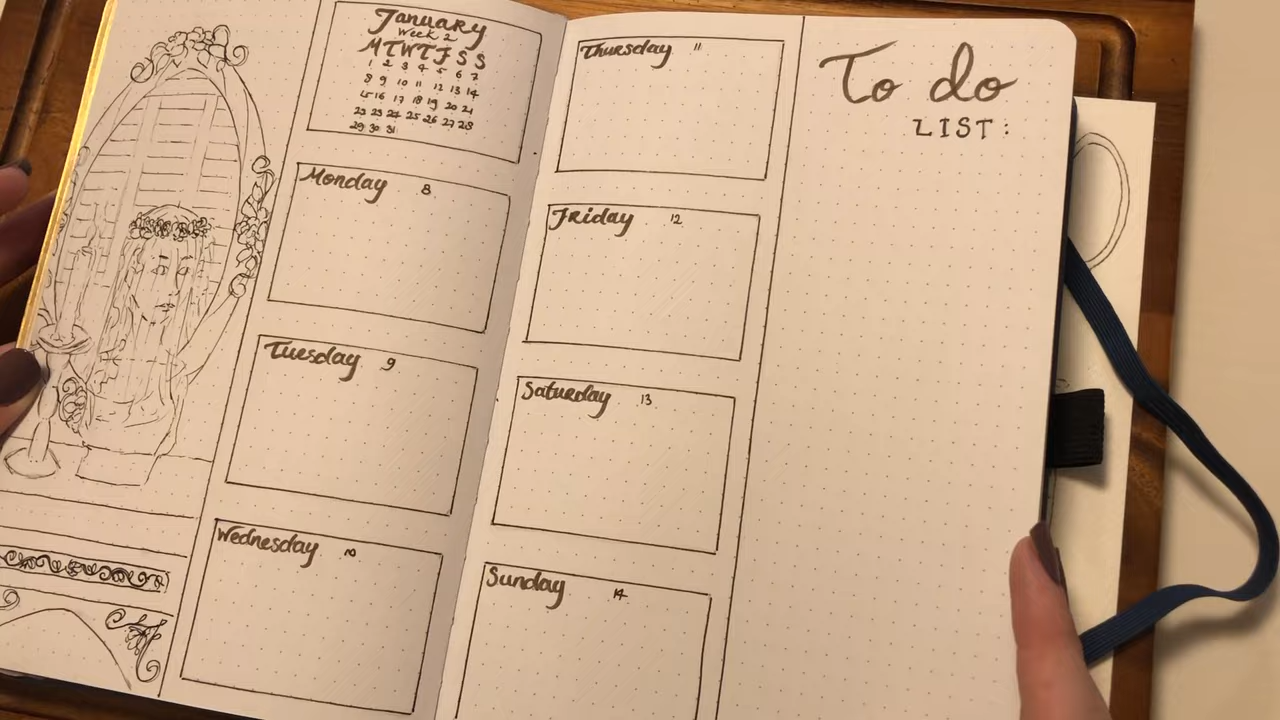 January
Week 2
M T W T F S S
1 2 3 4 5 6 7
8 9 10 11 12 13 14
15 16 17 18 19 20 21
22 23 24 25 26 27 28
29 30 31
Monday 8
Tuesday 9
Wednesday 10
Thursday 11
Friday 12
Saturday 13
Sunday 14
To do
LIST: